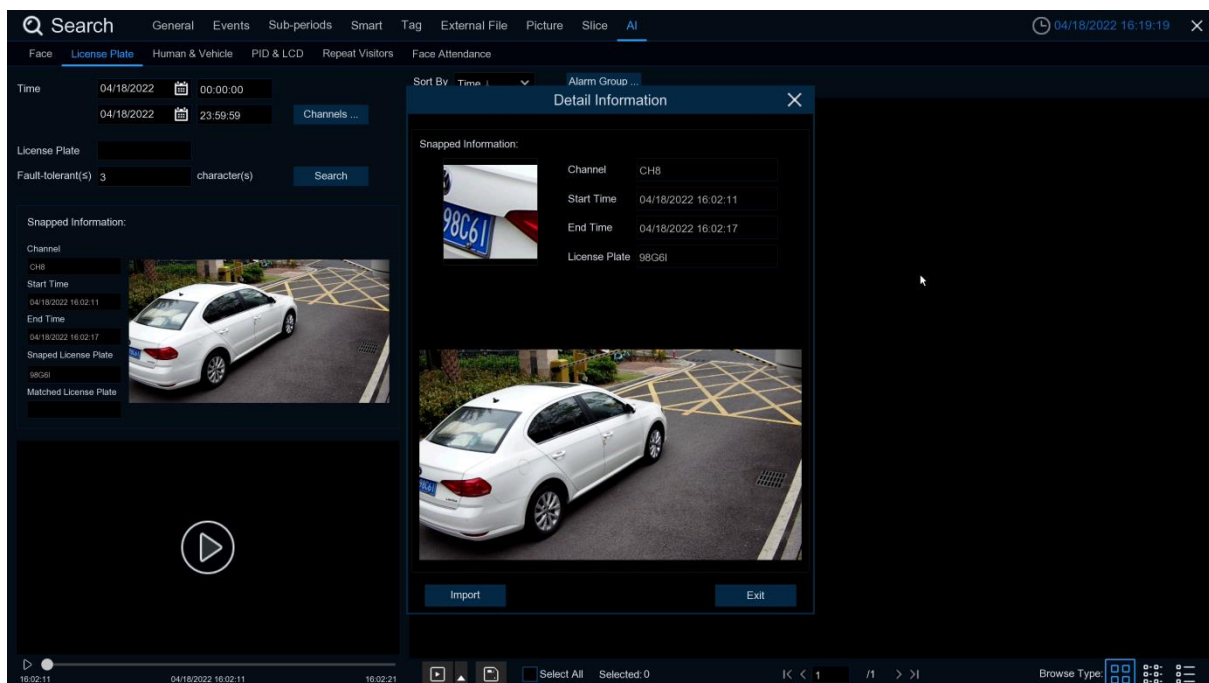 Search General Events Sub-periods Smart Tag External File Picture Slice AI 04/18/2022 16:19:19
Face License Plate Human & Vehicle PID & LCD Repeat Visitors Face Attendance
Time 04/18/2022 00:00:00
04/18/2022 23:59:59 Channels ...
License Plate
Fault-tolerant(≤) 3 character(s) Search
Snapped Information:
Channel
CH8
Start Time
04/18/2022 16:02:11
End Time
04/18/2022 16:02:17
Snaped License Plate
98G6I
Matched License Plate
16:02:11 04/18/2022 16:02:11 16:02:21
Sort By Time ↓ Alarm Group ...
Detail Information
Snapped Information:
98C61
Channel CH8
Start Time 04/18/2022 16:02:11
End Time 04/18/2022 16:02:17
License Plate 98G6I
Import Exit
Select All Selected: 0 1 /1 Browse Type: